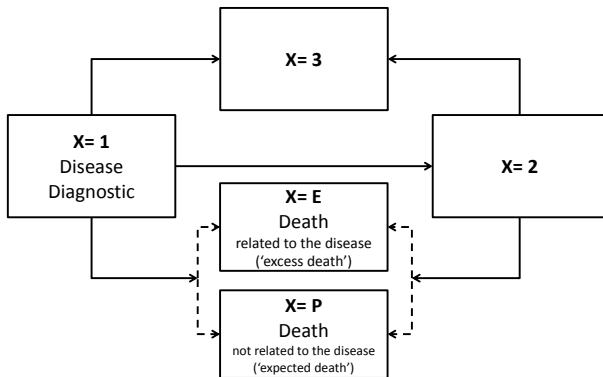 X= 3
X= 1
Disease
Diagnostic
X= 2
X= E
Death
related to the disease
(‘excess death’)
X= P
Death
not related to the disease
(‘expected death’)